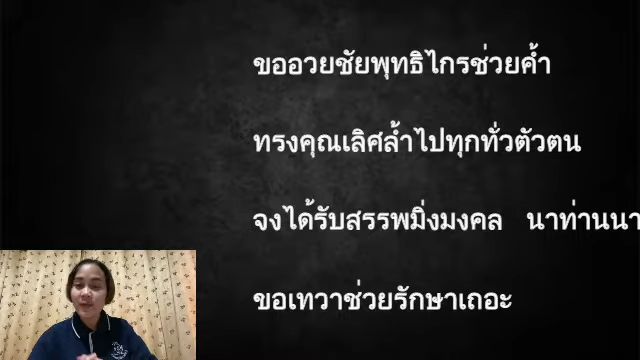 ขออวยชัยพุทธิไกรช่วยค้ำ
ทรงคุณเลิศล้ำไปทุกทั่วตัวตน
จงได้รับสรรพมิ่งมงคล นาท่านนา
ขอเทวาช่วยรักษาเถอะ